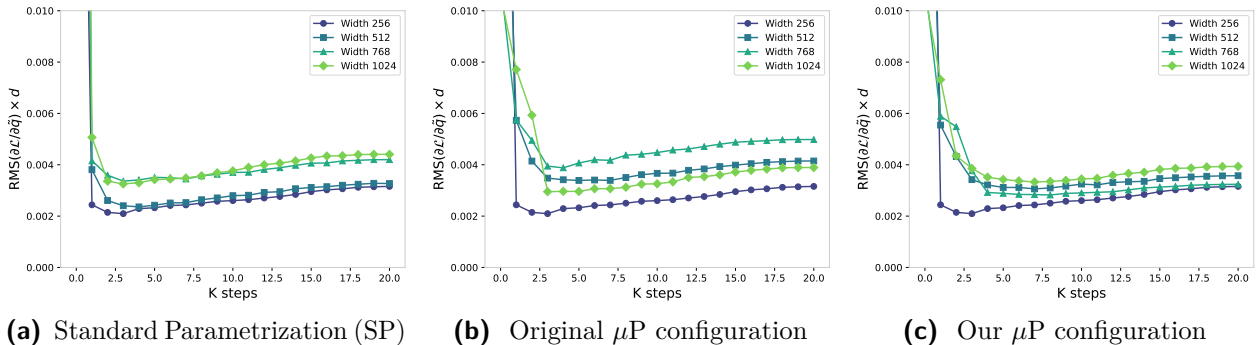 RMS(∂ℒ/∂q̃) × d
0.010
0.008
0.006
0.004
0.002
0.000
Width 256
Width 512
Width 768
Width 1024
0.0 2.5 5.0 7.5 10.0 12.5 15.0 17.5 20.0
K steps
(a) Standard Parametrization (SP)
RMS(∂ℒ/∂q̃) × d
0.010
0.008
0.006
0.004
0.002
0.000
Width 256
Width 512
Width 768
Width 1024
0.0 2.5 5.0 7.5 10.0 12.5 15.0 17.5 20.0
K steps
(b) Original μP configuration
RMS(∂ℒ/∂q̃) × d
0.010
0.008
0.006
0.004
0.002
0.000
Width 256
Width 512
Width 768
Width 1024
0.0 2.5 5.0 7.5 10.0 12.5 15.0 17.5 20.0
K steps
(c) Our μP configuration